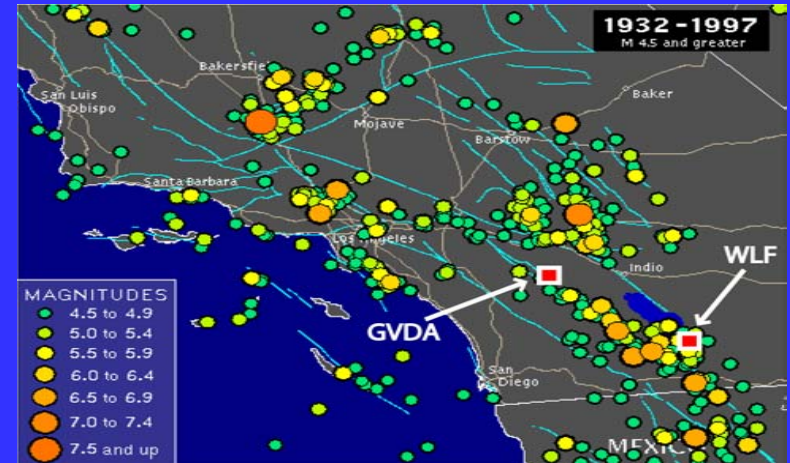 1932-1997
M 4.5 and greater
Bakersfiel
San Luis
Obispo
Baker
Mojave
Barstow
Santa Barbara
Los Angeles
Indio
WLF
GVDA
San
Diego
MEXIC
MAGNITUDES
4.5 to 4.9
5.0 to 5.4
5.5 to 5.9
6.0 to 6.4
6.5 to 6.9
7.0 to 7.4
7.5 and up